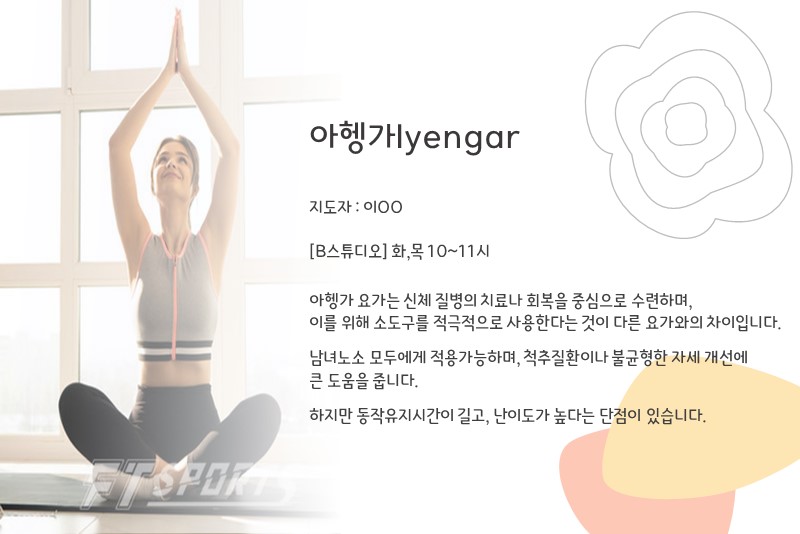 아헹가Iyengar
지도자 : 이OO
[B스튜디오] 화,목 10~11시
아헹가 요가는 신체 질병의 치료나 회복을 중심으로 수련하며,
이를 위해 소도구를 적극적으로 사용한다는 것이 다른 요가와의 차이입니다.
남녀노소 모두에게 적용가능하며, 척추질환이나 불균형한 자세 개선에
큰 도움을 줍니다.
하지만 동작유지시간이 길고, 난이도가 높다는 단점이 있습니다.
FT SPORTS